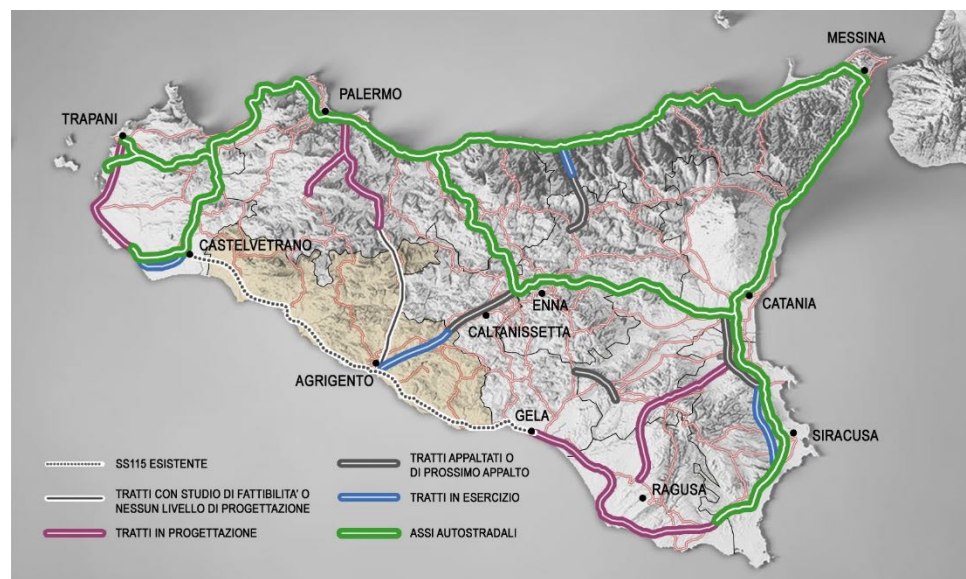 MESSINA
PALERMO
TRAPANI
CASTELVETRANO
ENNA
CATANIA
CALTANISSETTA
AGRIGENTO
GELA
SIRACUSA
RAGUSA
SS115 ESISTENTE
TRATTI CON STUDIO DI FATTIBILITA' O
NESSUN LIVELLO DI PROGETTAZIONE
TRATTI IN PROGETTAZIONE
TRATTI APPALTATI O
DI PROSSIMO APPALTO
TRATTI IN ESERCIZIO
ASSI AUTOSTRADALI